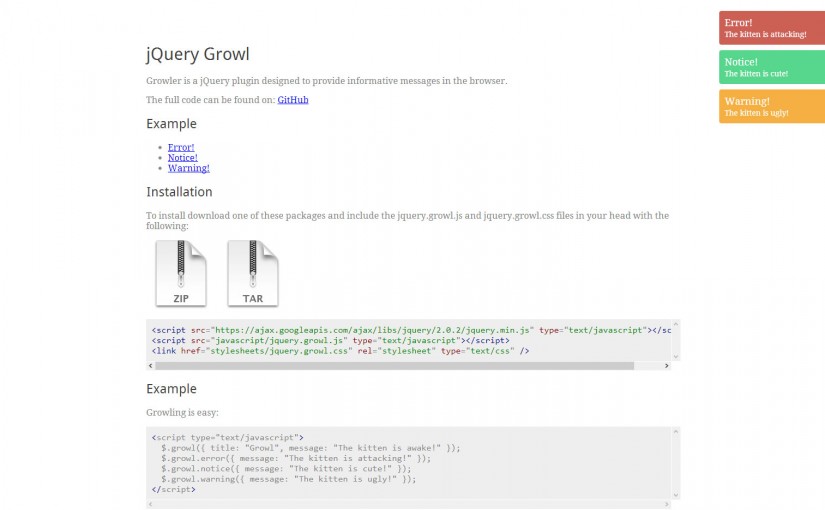 jQuery Growl
Growler is a jQuery plugin designed to provide informative messages in the browser.
The full code can be found on: GitHub
Example
Error!
Notice!
Warning!
Installation
To install download one of these packages and include the jquery.growl.js and jquery.growl.css files in your head with the
following:
ZIP
TAR
<script src="https://ajax.googleapis.com/ajax/libs/jquery/2.0.2/jquery.min.js" type="text/javascript"></sc
<script src="javascript/jquery.growl.js" type="text/javascript"></script>
<link href="stylesheets/jquery.growl.css" rel="stylesheet" type="text/css" />
Example
Growling is easy:
<script type="text/javascript">
$.growl({ title: "Growl", message: "The kitten is awake!" });
$.growl.error({ message: "The kitten is attacking!" });
$.growl.notice({ message: "The kitten is cute!" });
$.growl.warning({ message: "The kitten is ugly!" });
</script>
Error!
The kitten is attacking!
Notice!
The kitten is cute!
Warning!
The kitten is ugly!